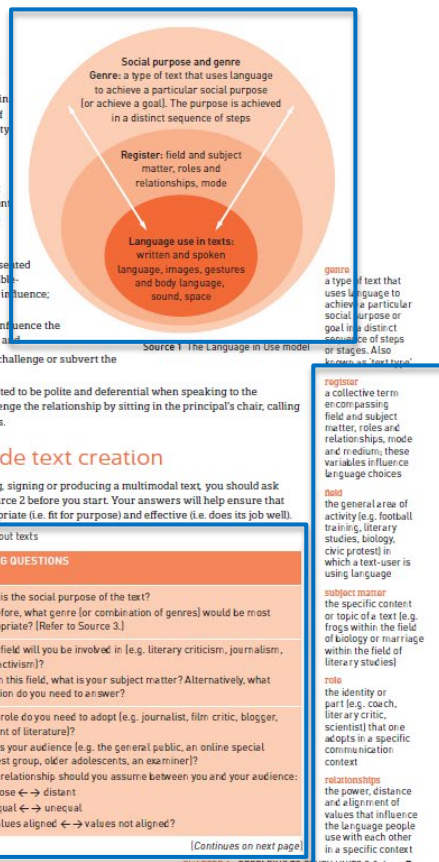 Social purpose and genre
Genre: a type of text that uses language
to achieve a particular social purpose
(or achieve a goal). The purpose is achieved
in a distinct sequence of steps
Register: field and subject
matter, roles and
relationships, mode
Language use in texts:
written and spoken
language, images, gestures
and body language,
sound, space
Source 1 The Language in Use model
in
influence;
nfluence the
and
challenge or subvert the
ted to be polite and deferential when speaking to the
enge the relationship by sitting in the principal's chair, calling
s.
de text creation
g, signing or producing a multimodal text, you should ask
rce 2 before you start. Your answers will help ensure that
priate (i.e. fit for purpose) and effective (i.e. does its job well).
out texts
G QUESTIONS
is the social purpose of the text?
fore, what genre (or combination of genres) would be most
priate? (Refer to Source 3.)
field will you be involved in (e.g. literary criticism, journalism,
activism)?
n this field, what is your subject matter? Alternatively, what
ion do you need to answer?
role do you need to adopt (e.g. journalist, film critic, blogger,
nt of literature)?
s your audience (e.g. the general public, an online special
est group, older adolescents, an examiner)?
relationship should you assume between you and your audience:
ose ←→ distant
qual ←→ unequal
alues aligned ←→ values not aligned?
(Continues on next page)
genre
a type of text that
uses language to
achieve a particular
social purpose or
goal in a distinct
sequence of steps
or stages. Also
known as 'text type'
register
a collective term
encompassing
field and subject
matter, roles and
relationships, mode
and medium; these
variables influence
language choices
field
the general area of
activity (e.g. football
training, literary
studies, biology,
civic protest) in
which a text-user is
using language
subject matter
the specific content
or topic of a text (e.g.
frogs within the field
of biology or marriage
within the field of
literary studies)
role
the identity or
part (e.g. coach,
literary critic,
scientist) that one
adopts in a specific
communication
context
relationships
the power, distance
and alignment of
values that influence
the language people
use with each other
in a specific context